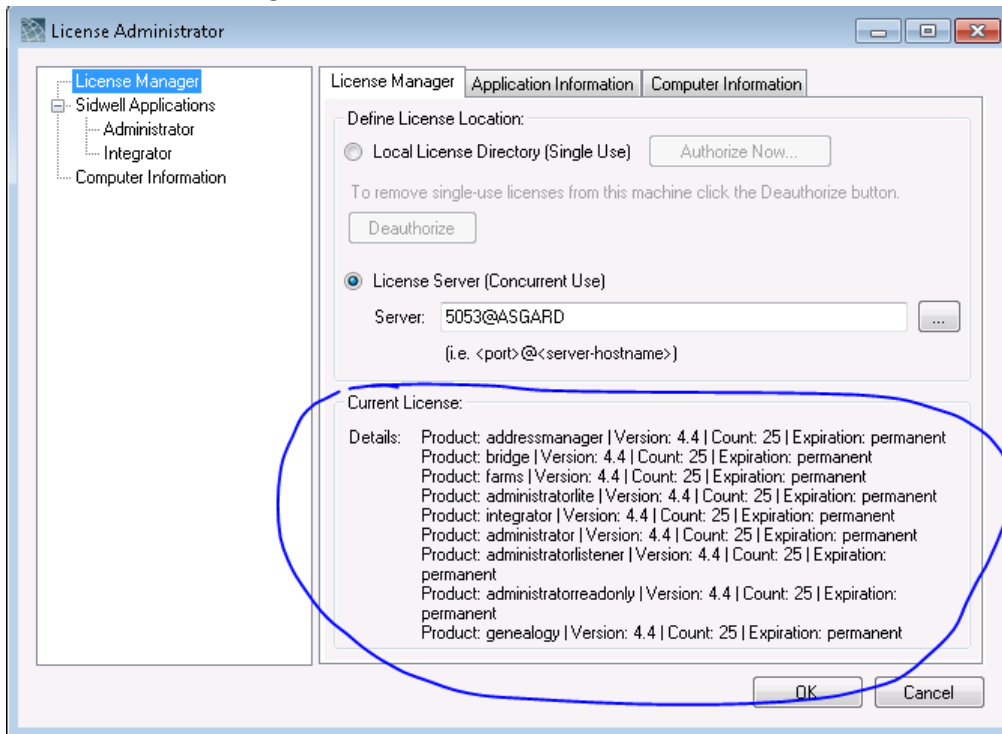 License Administrator
License Manager
Sidwell Applications
Administrator
Integrator
Computer Information
License Manager
Application Information
Computer Information
Define License Location:
Local License Directory (Single Use)
Authorize Now...
To remove single-use licenses from this machine click the Deauthorize button.
Deauthorize
License Server (Concurrent Use)
Server: 5053@ASGARD
...
(i.e. <port>@<server-hostname>)
Current License:
Details: Product: addressmanager | Version: 4.4 | Count: 25 | Expiration: permanent
Product: bridge | Version: 4.4 | Count: 25 | Expiration: permanent
Product: farms | Version: 4.4 | Count: 25 | Expiration: permanent
Product: administratorlite | Version: 4.4 | Count: 25 | Expiration: permanent
Product: integrator | Version: 4.4 | Count: 25 | Expiration: permanent
Product: administrator | Version: 4.4 | Count: 25 | Expiration: permanent
Product: administratorlistener | Version: 4.4 | Count: 25 | Expiration:
permanent
Product: administratorreadonly | Version: 4.4 | Count: 25 | Expiration:
permanent
Product: genealogy | Version: 4.4 | Count: 25 | Expiration: permanent
OK
Cancel